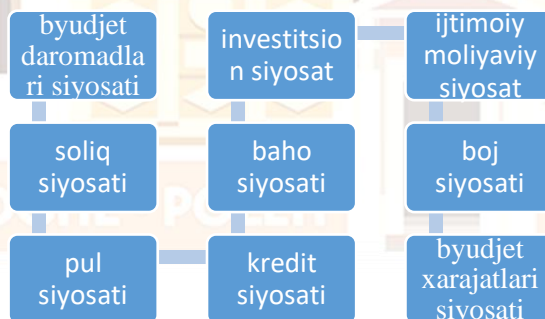 byudjet
daromadla
ri siyosati
soliq
siyosati
pul
siyosati
kredit
siyosati
baho
siyosati
investitsio
n siyosat
ijtimoiy
moliyaviy
siyosat
boj
siyosati
byudjet
xarajatlari
siyosati